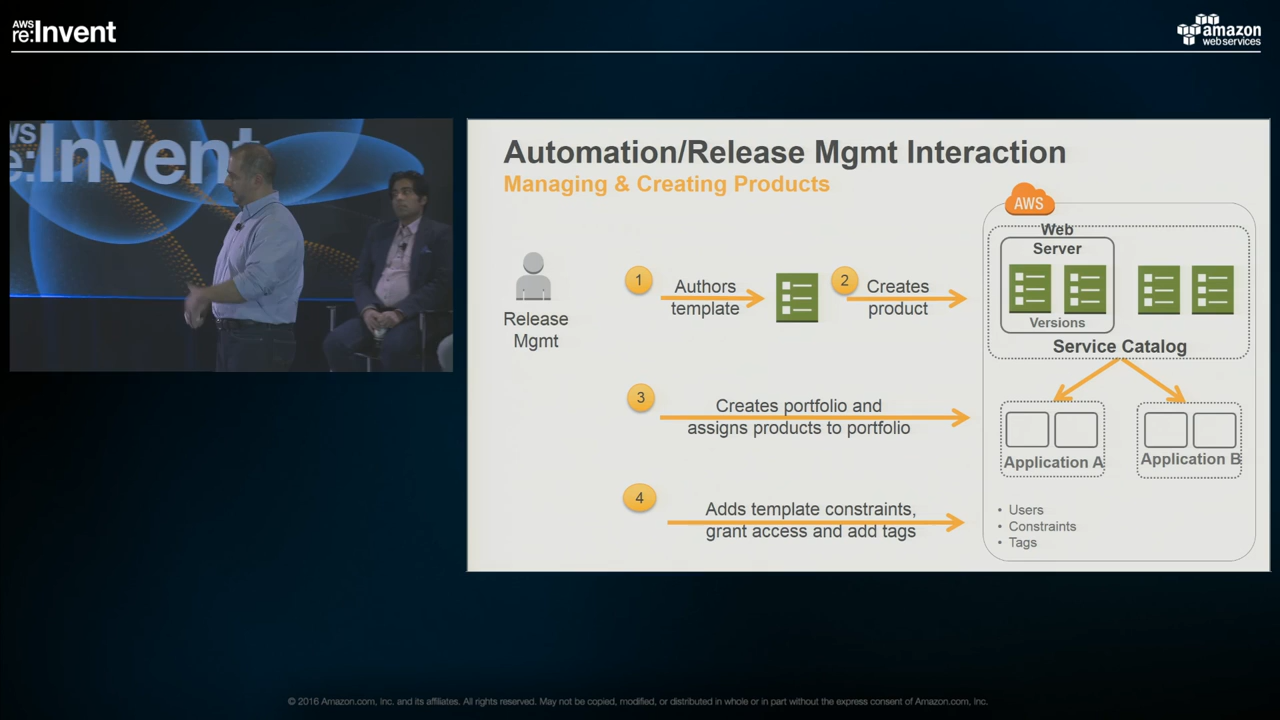 AWS
re:Invent
amazon
web services
WS
re:Invent
Automation/Release Mgmt Interaction
Managing & Creating Products
AWS
Web
Server
Versions
Service Catalog
Release
Mgmt
1
Authors
template
2
Creates
product
3
Creates portfolio and
assigns products to portfolio
Application A
Application B
4
Adds template constraints,
grant access and add tags
• Users
• Constraints
• Tags
© 2016 Amazon.com, Inc. and its affiliates. All rights reserved. May not be copied, modified, or distributed in whole or in part without the express consent of Amazon.com, Inc.